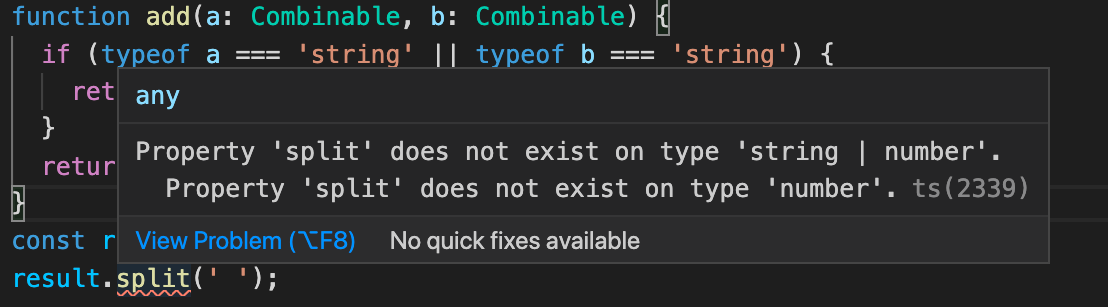 function add(a: Combinable, b: Combinable) {
if (typeof a === 'string' || typeof b === 'string') {
ret
any
}
Property 'split' does not exist on type 'string | number'.
retur
Property 'split' does not exist on type 'number'. ts(2339)
}
const r
View Problem (⌥F8) No quick fixes available
result.split(' ');